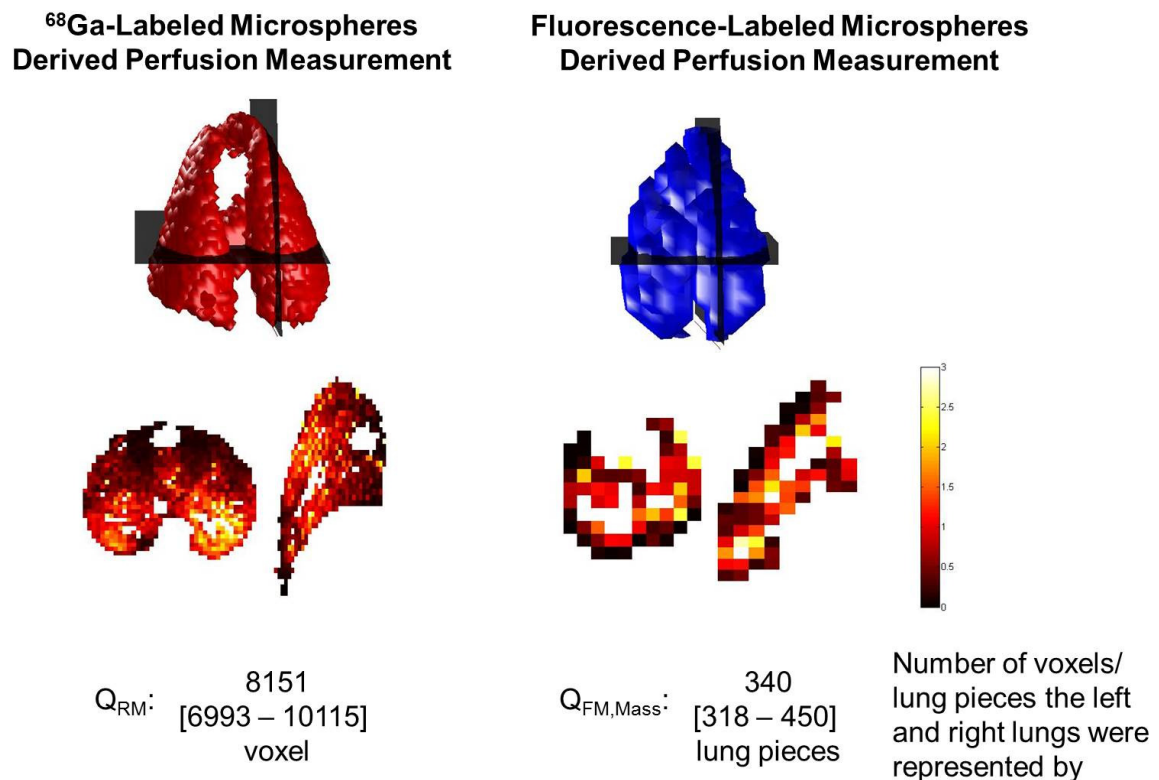 ⁶⁸Ga-Labeled Microspheres
Derived Perfusion Measurement
Fluorescence-Labeled Microspheres
Derived Perfusion Measurement
3
2.5
2
1.5
1
0.5
0
Q_RM:
8151
[6993 – 10115]
voxel
Q_FM,Mass:
340
[318 – 450]
lung pieces
Number of voxels/
lung pieces the left
and right lungs were
represented by